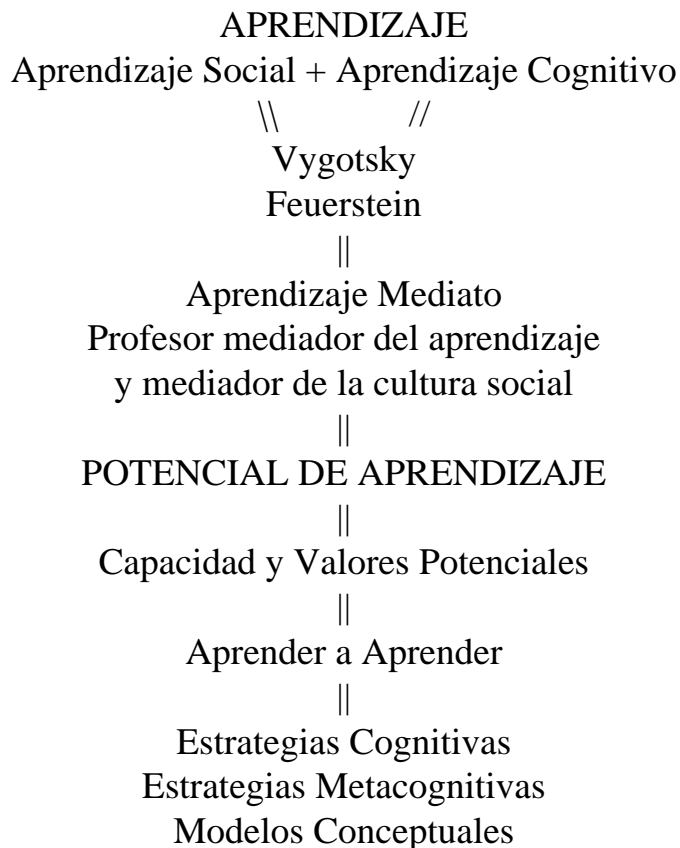 APRENDIZAJE
Aprendizaje Social + Aprendizaje Cognitivo
\\ //
Vygotsky
Feuerstein
||
Aprendizaje Mediato
Profesor mediador del aprendizaje
y mediador de la cultura social
||
POTENCIAL DE APRENDIZAJE
||
Capacidad y Valores Potenciales
||
Aprender a Aprender
||
Estrategias Cognitivas
Estrategias Metacognitivas
Modelos Conceptuales